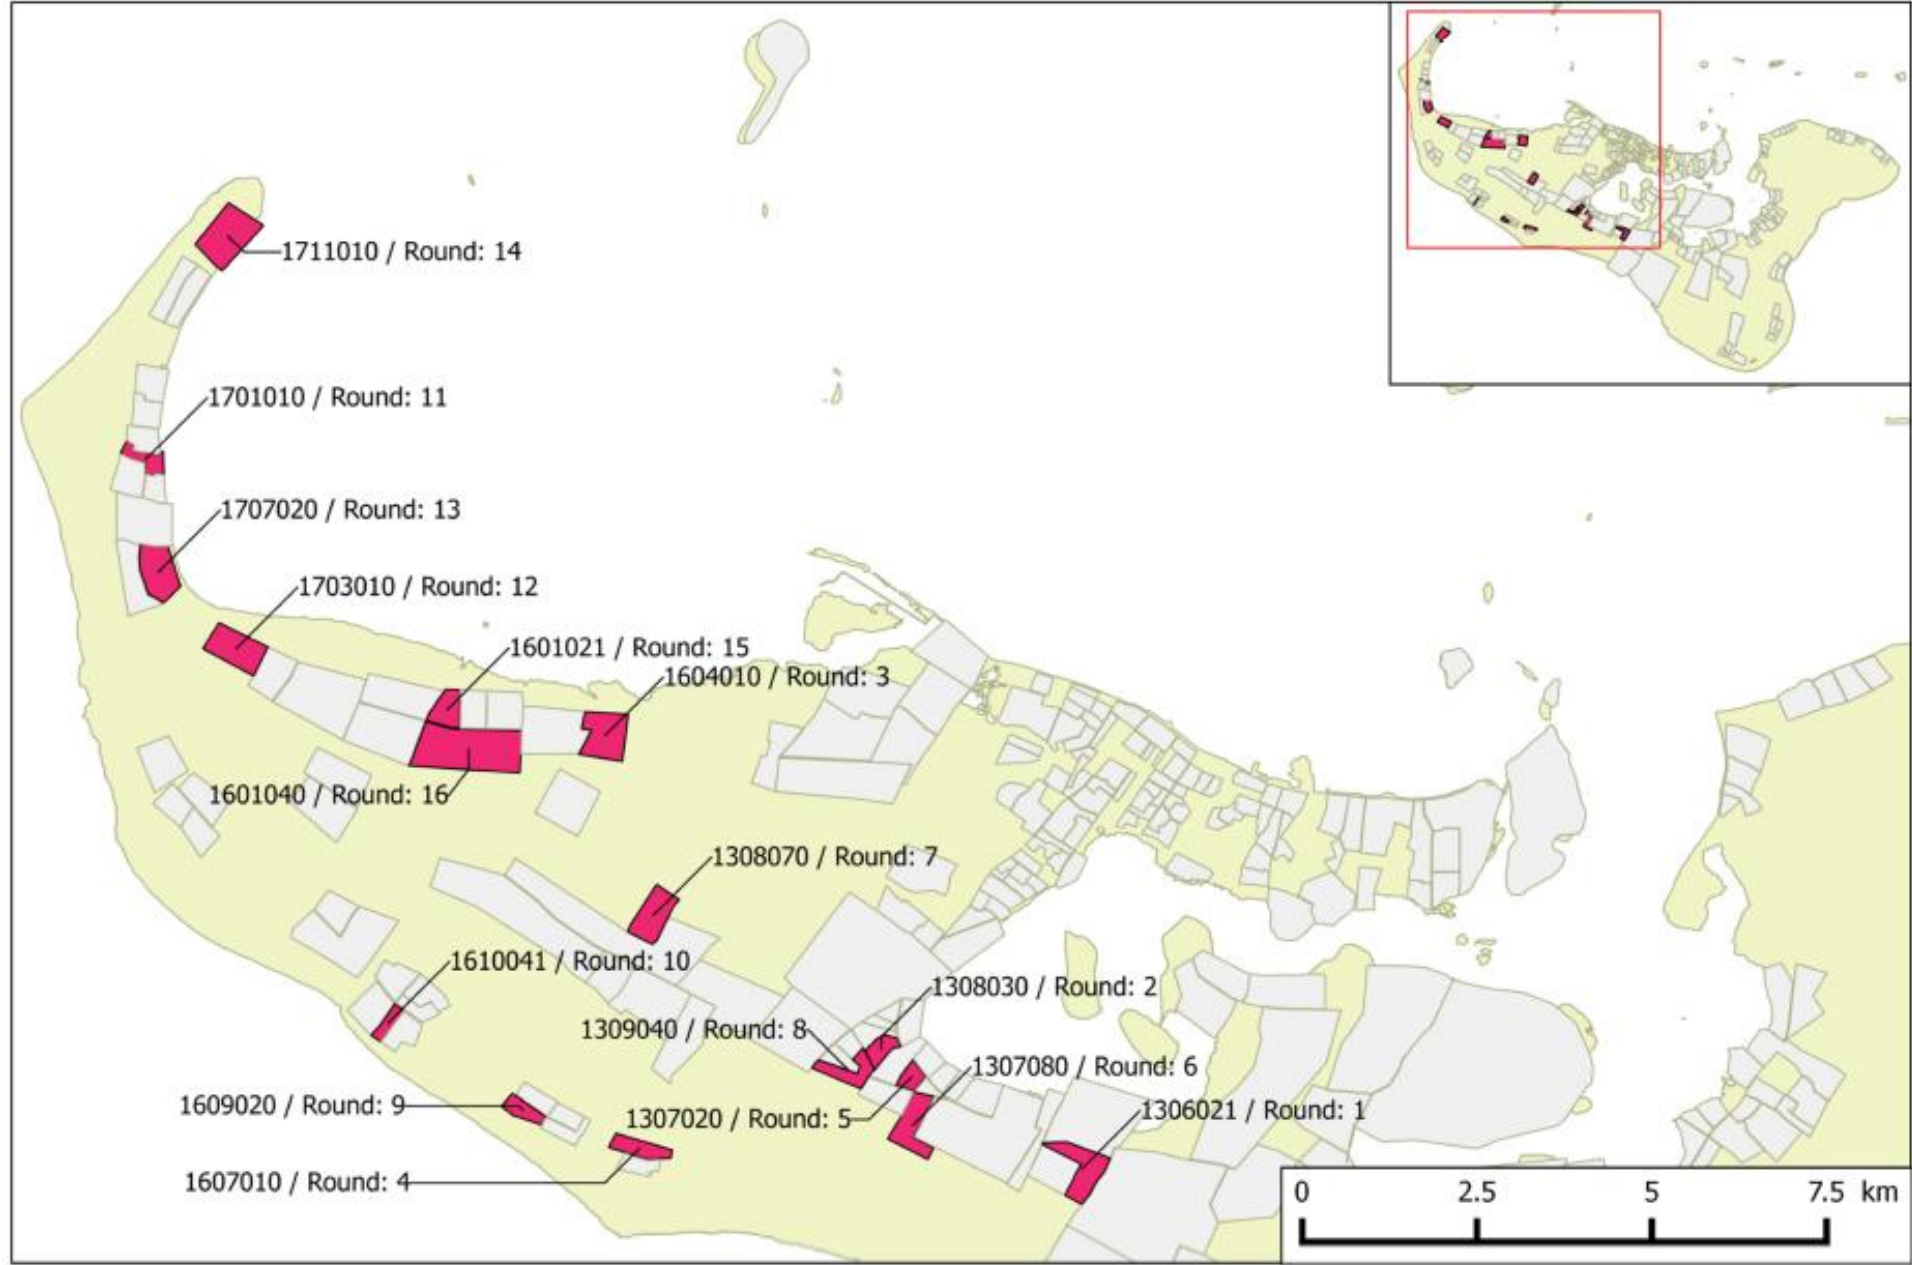 1711010 / Round: 14
1701010 / Round: 11
1707020 / Round: 13
1703010 / Round: 12
1601021 / Round: 15
1604010 / Round: 3
1601040 / Round: 16
1308070 / Round: 7
1610041 / Round: 10
1308030 / Round: 2
1309040 / Round: 8
1307080 / Round: 6
1609020 / Round: 9
1307020 / Round: 5
1306021 / Round: 1
1607010 / Round: 4
0 2.5 5 7.5 km